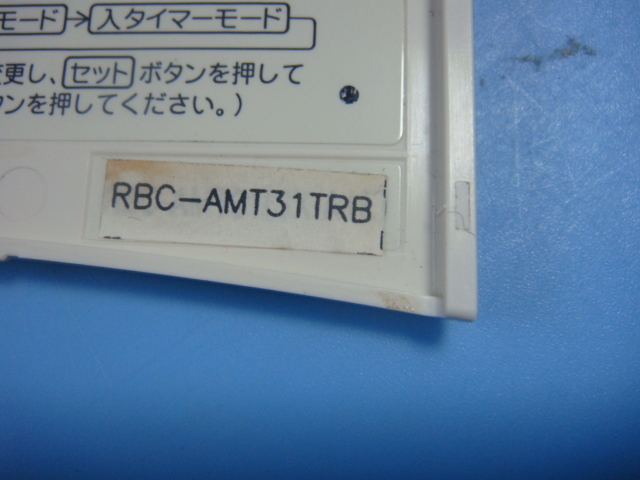 モード→入タイマーモード
変更し、セットボタンを押して
タンを押してください。)
RBC-AMT31TRB